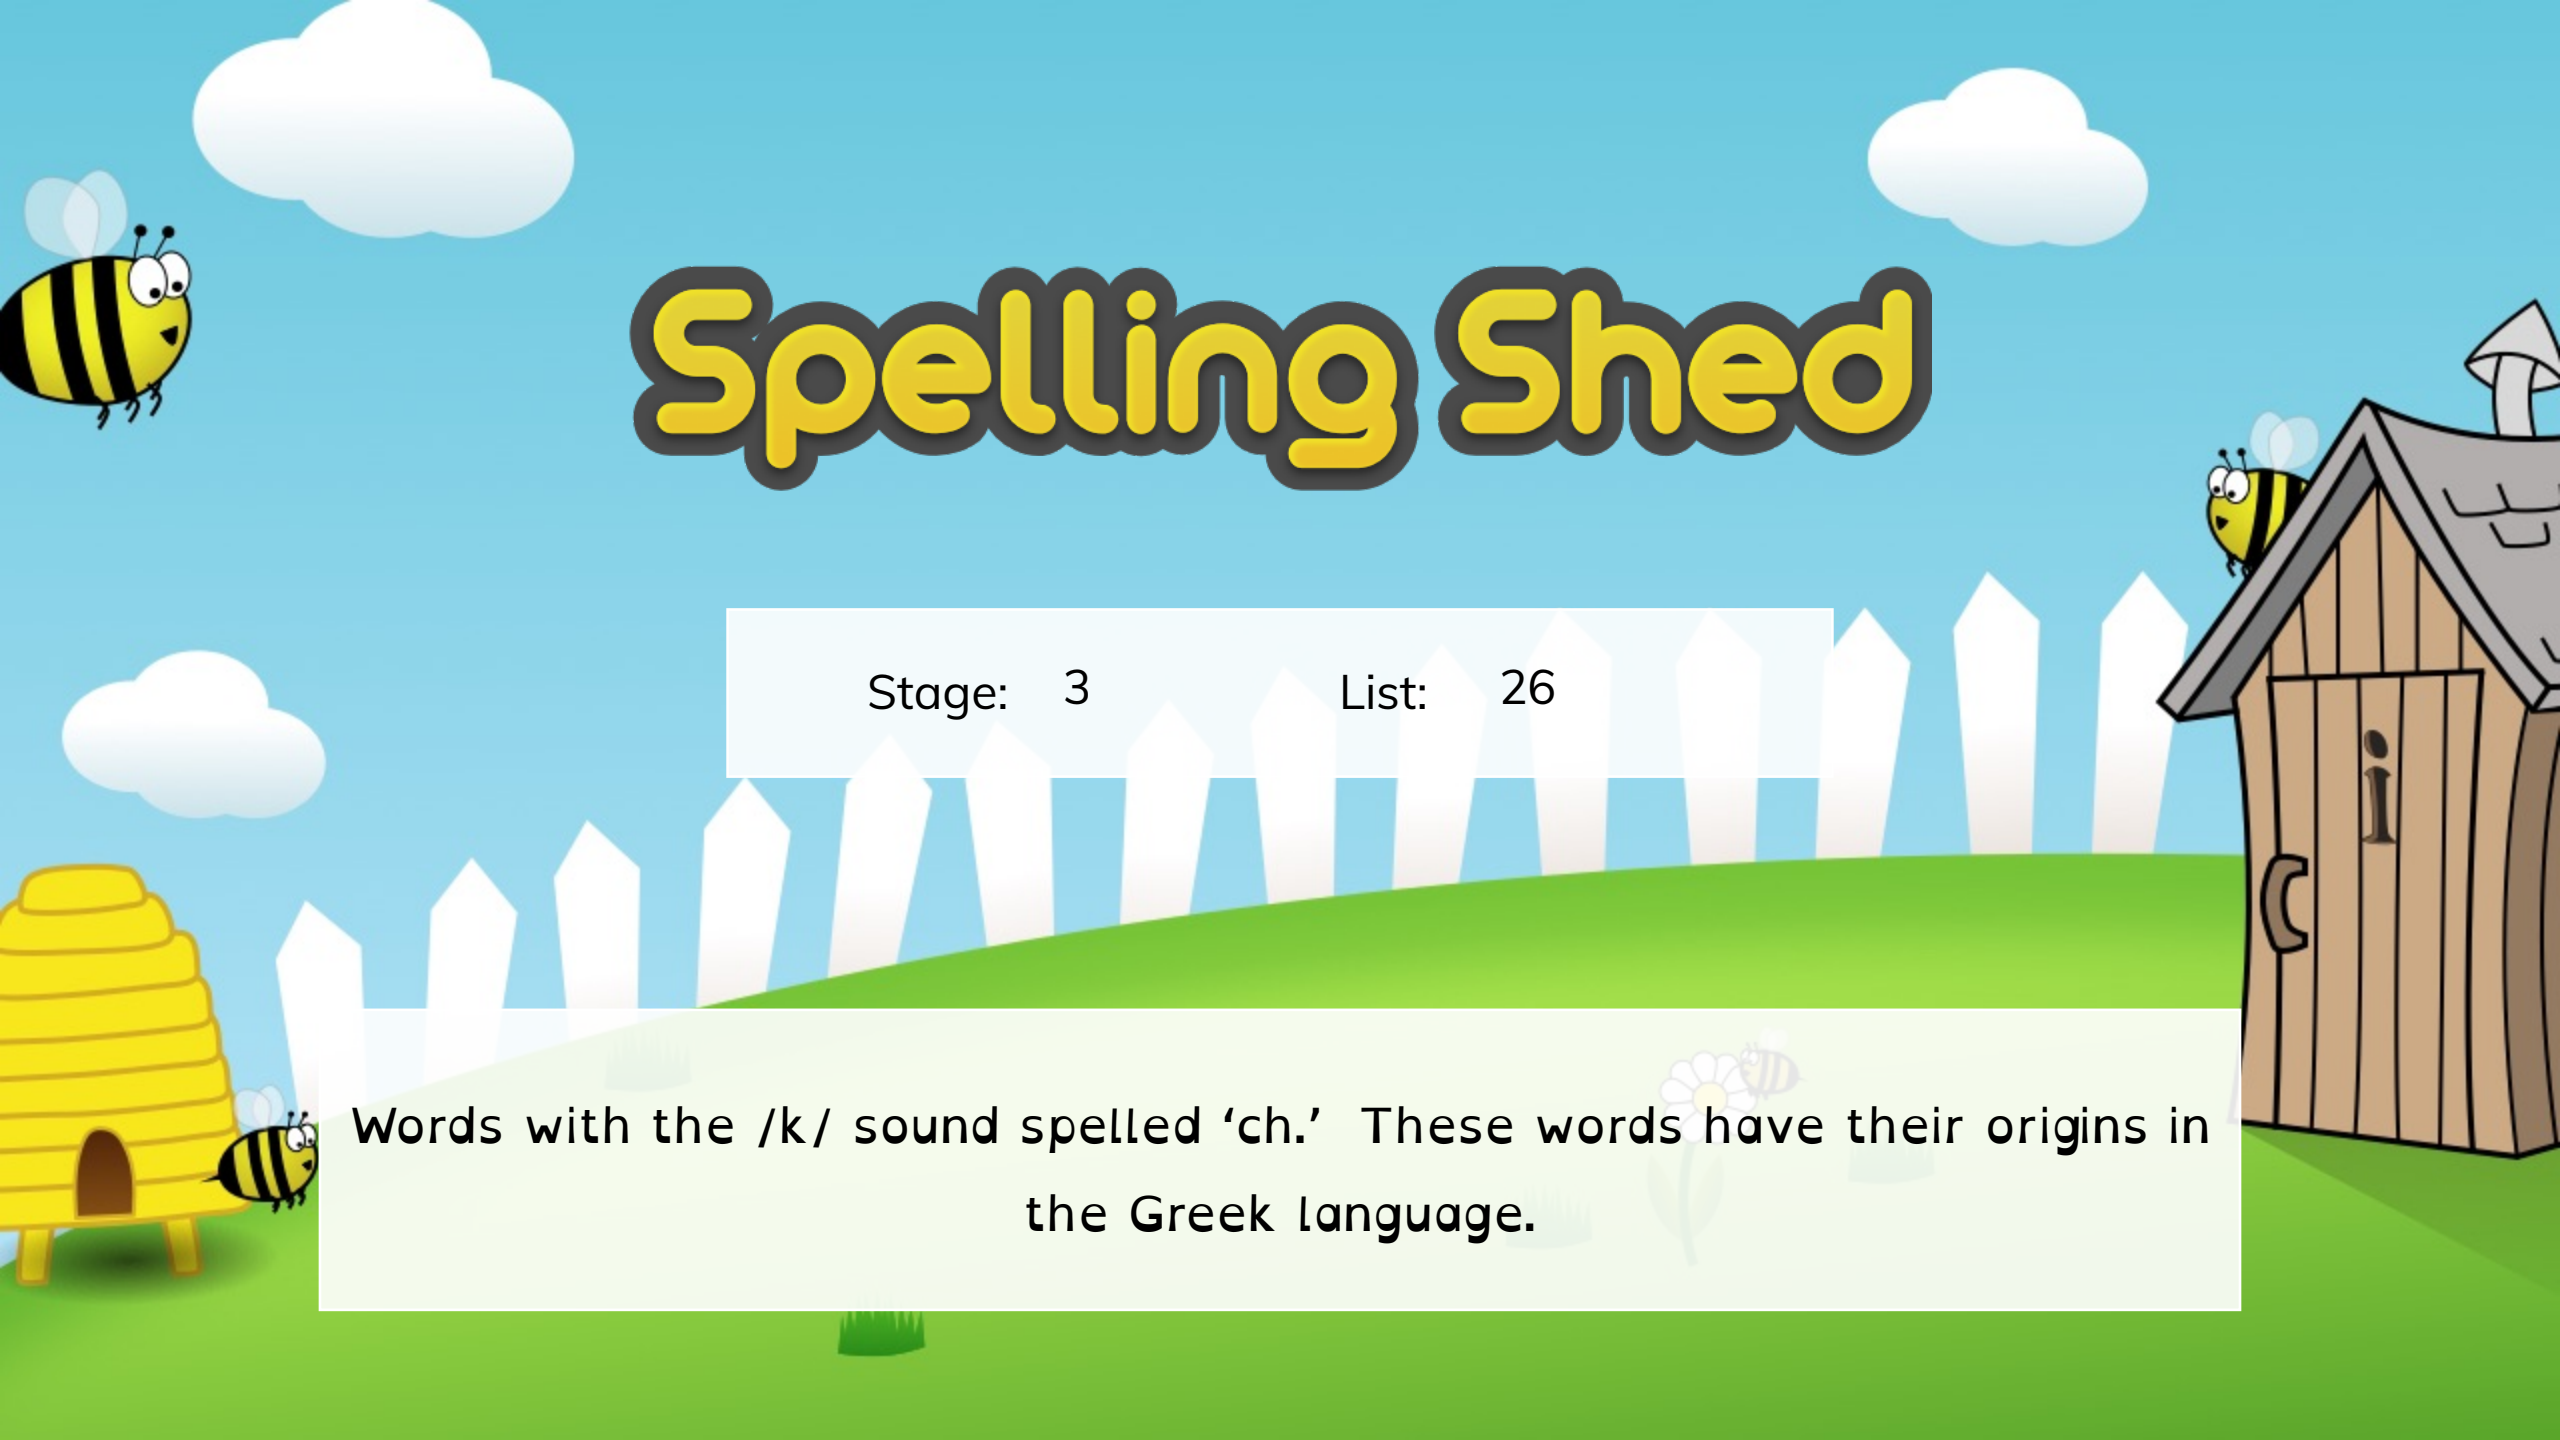 Spelling Shed
Stage: 3 List: 26
Words with the /k/ sound spelled ‘ch.’ These words have their origins in
the Greek language.